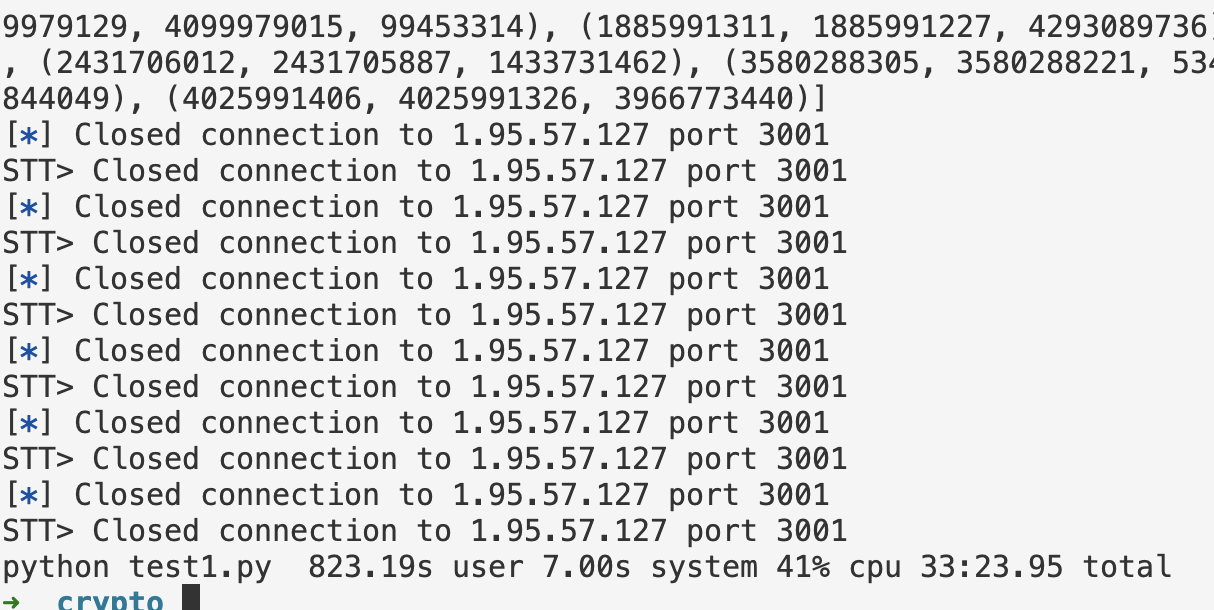 9979129, 4099979015, 99453314), (1885991311, 1885991227, 4293089736)
, (2431706012, 2431705887, 1433731462), (3580288305, 3580288221, 534
844049), (4025991406, 4025991326, 3966773440)]
[*] Closed connection to 1.95.57.127 port 3001
STT> Closed connection to 1.95.57.127 port 3001
[*] Closed connection to 1.95.57.127 port 3001
STT> Closed connection to 1.95.57.127 port 3001
[*] Closed connection to 1.95.57.127 port 3001
STT> Closed connection to 1.95.57.127 port 3001
[*] Closed connection to 1.95.57.127 port 3001
STT> Closed connection to 1.95.57.127 port 3001
[*] Closed connection to 1.95.57.127 port 3001
STT> Closed connection to 1.95.57.127 port 3001
[*] Closed connection to 1.95.57.127 port 3001
STT> Closed connection to 1.95.57.127 port 3001
python test1.py  823.19s user 7.00s system 41% cpu 33:23.95 total
→  crypto